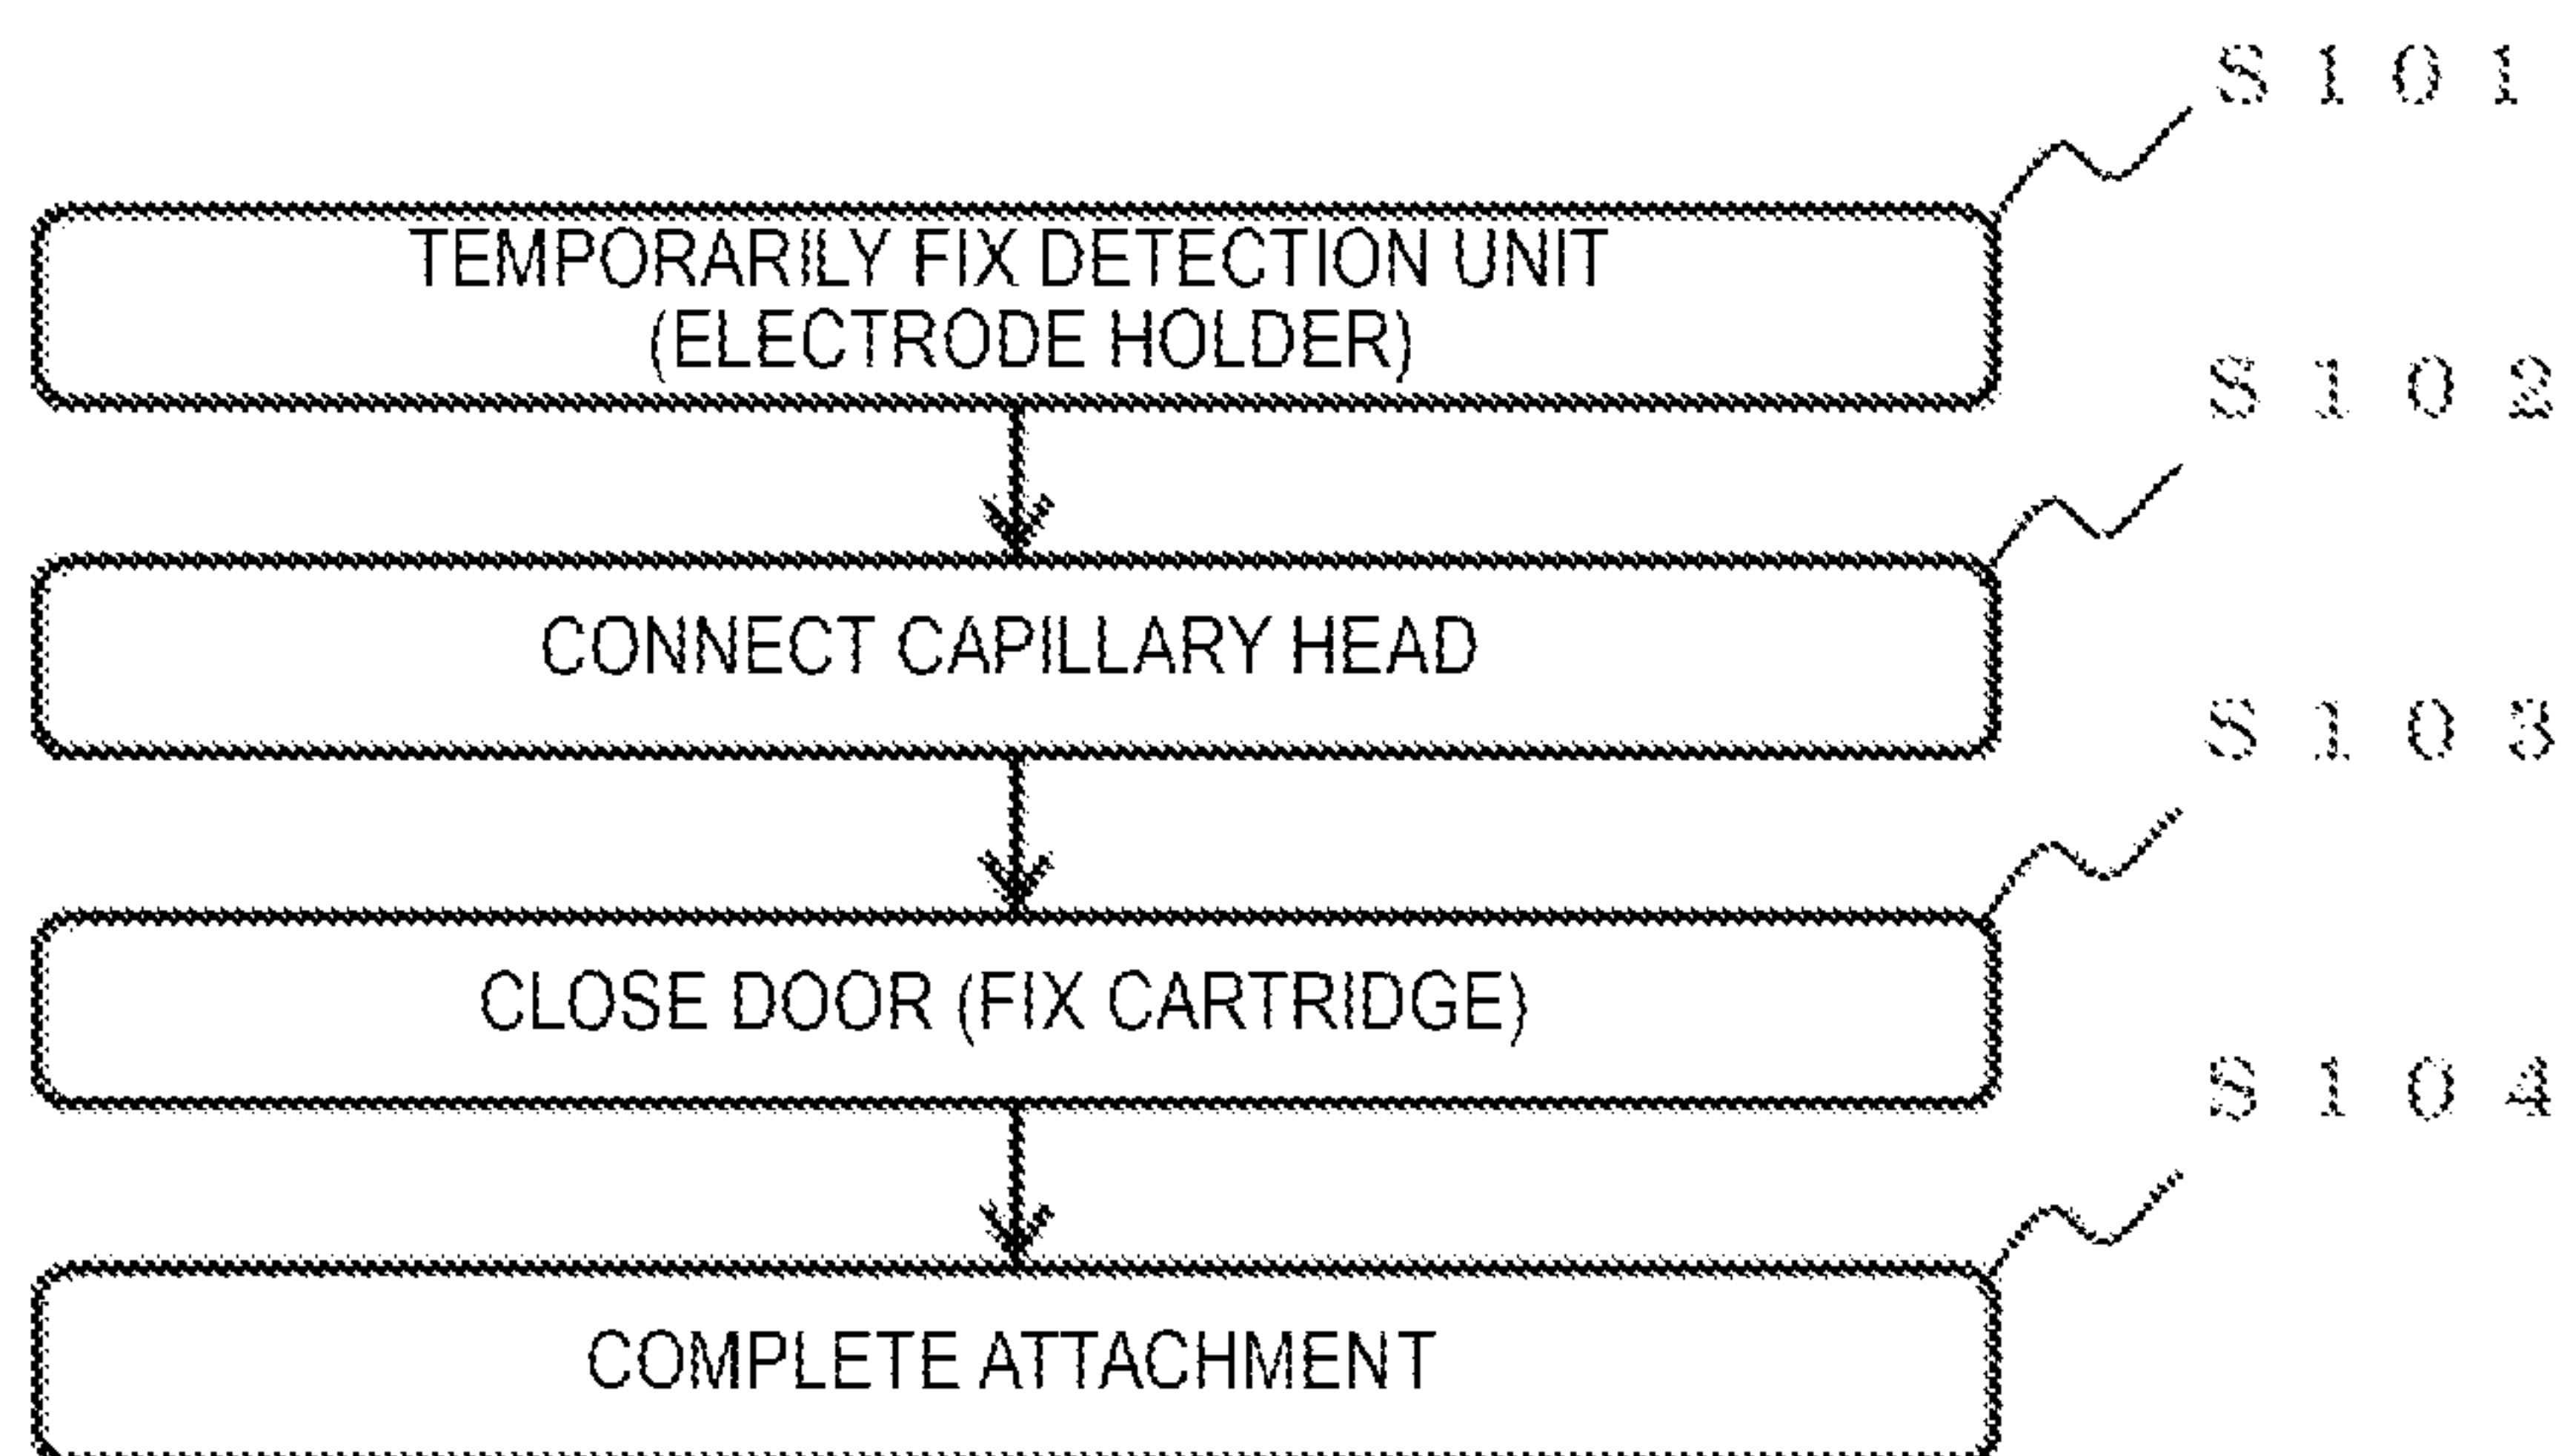 S101
TEMPORARILY FIX DETECTION UNIT
(ELECTRODE HOLDER)
S102
CONNECT CAPILLARY HEAD
S103
CLOSE DOOR (FIX CARTRIDGE)
S104
COMPLETE ATTACHMENT